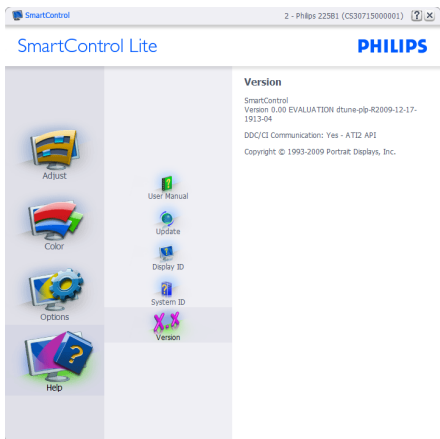 SmartControl
2 - Philips 225B1 (CS30715000001)
SmartControl Lite
PHILIPS
Adjust
Color
Options
Help
User Manual
Update
Display ID
System ID
X.X
Version
Version
SmartControl
Version 0.00 EVALUATION dtune-plp-R2009-12-17-
1913-04
DDC/CI Communication: Yes - ATI2 API
Copyright © 1993-2009 Portrait Displays, Inc.